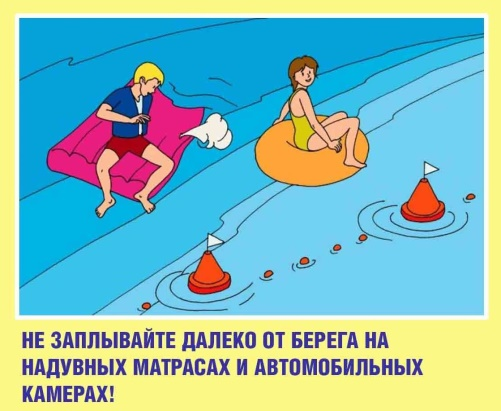 НЕ ЗАПЛЫВАЙТЕ ДАЛЕКО ОТ БЕРЕГА НА
НАДУВНЫХ МАТРАСАХ И АВТОМОБИЛЬНЫХ
КАМЕРАХ!